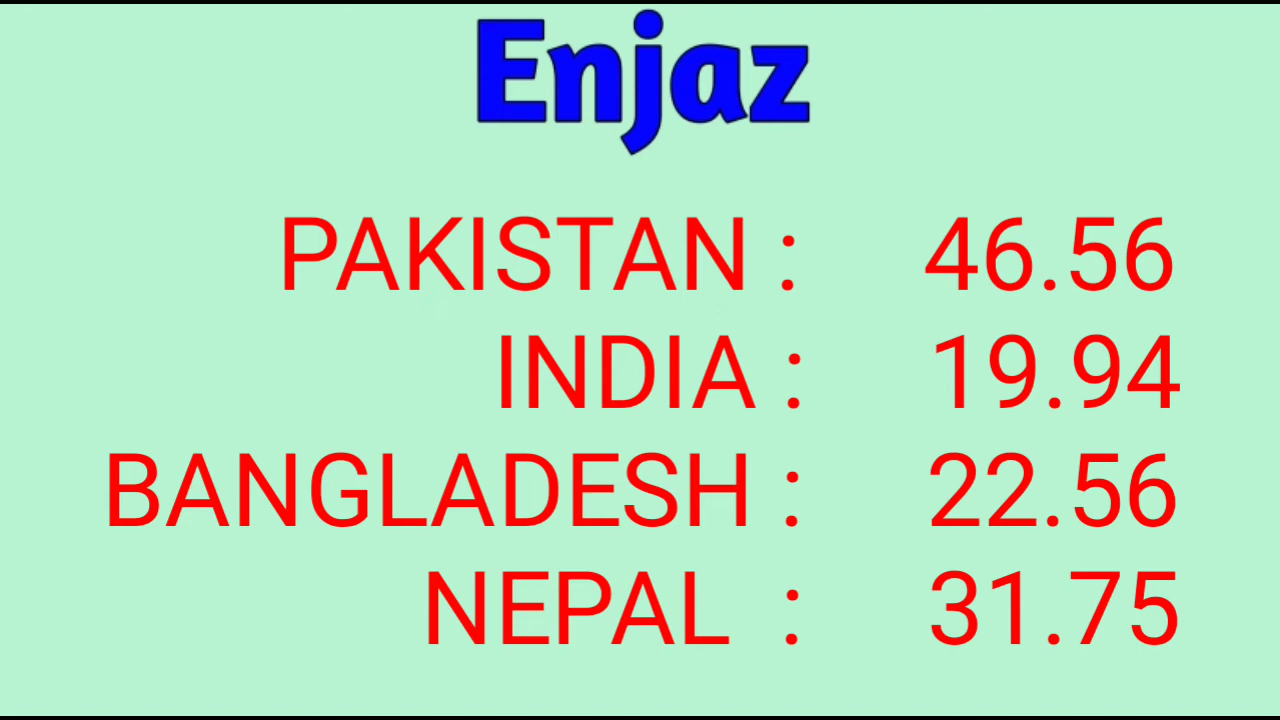 Enjaz
PAKISTAN : 46.56
INDIA : 19.94
BANGLADESH : 22.56
NEPAL : 31.75